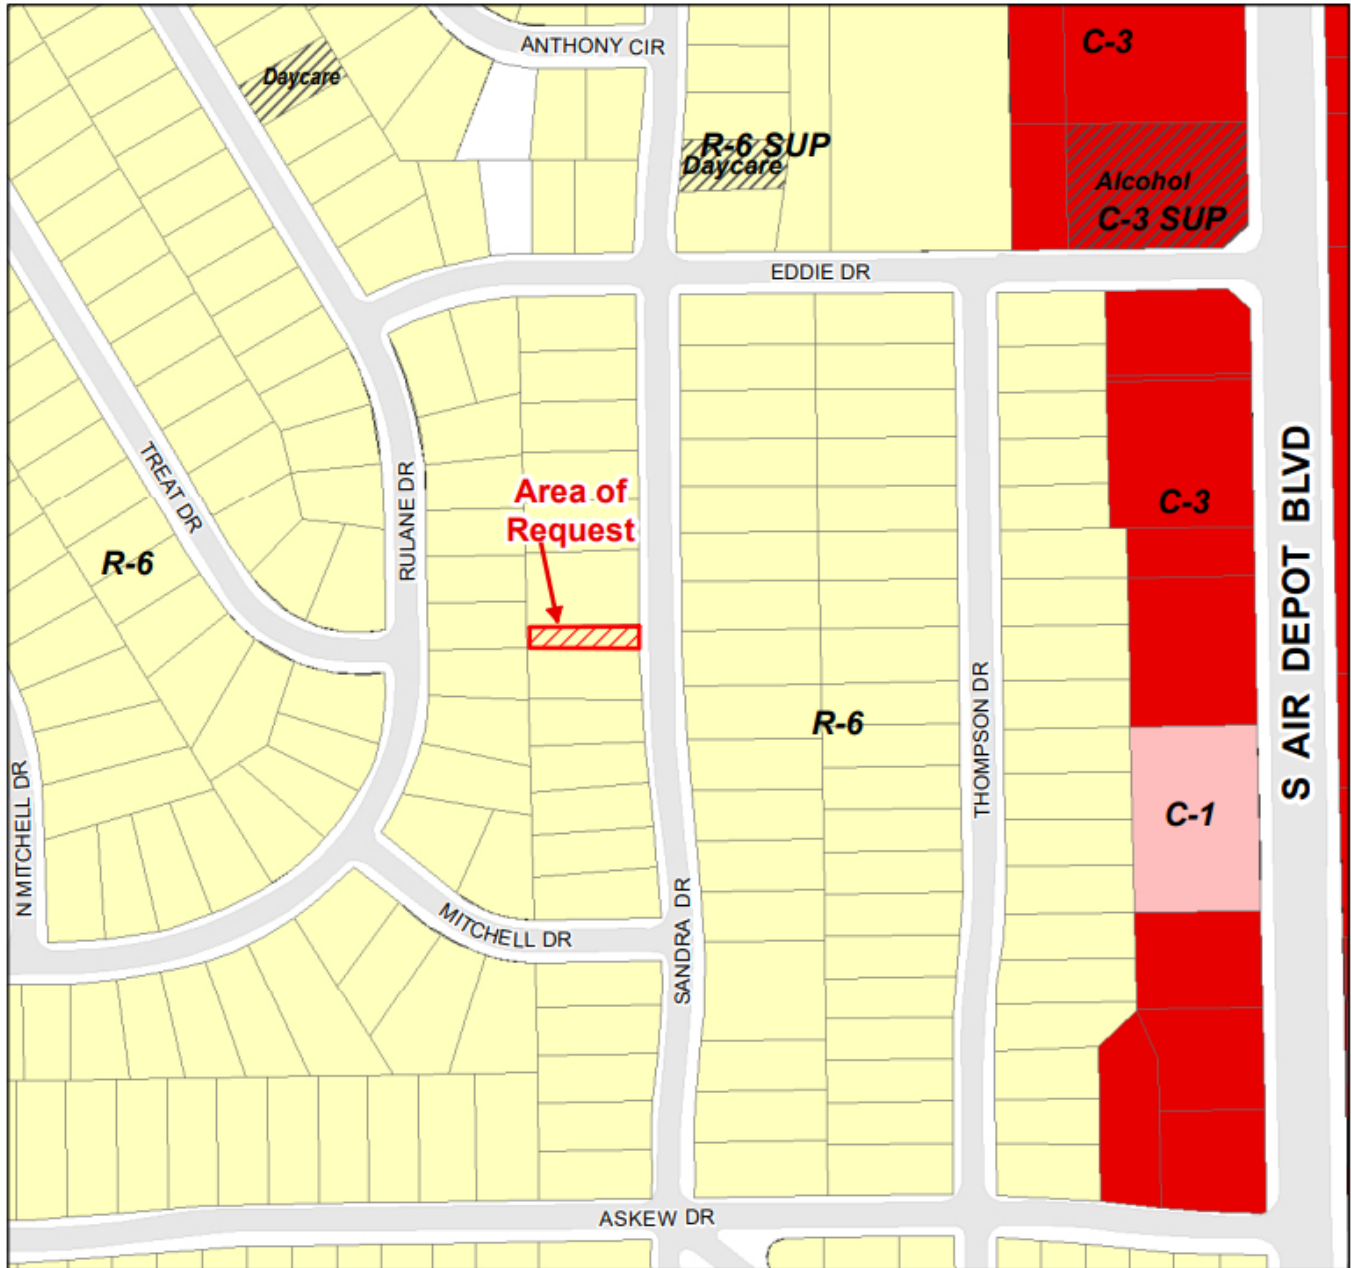 ANTHONY CIR
C-3
Daycare
R-6 SUP
Daycare
Alcohol
C-3 SUP
EDDIE DR
TREAT DR
RULANE DR
Area of
Request
C-3
S AIR DEPOT BLVD
R-6
R-6
THOMPSON DR
C-1
N MITCHELL DR
MITCHELL DR
SANDRA DR
ASKEW DR